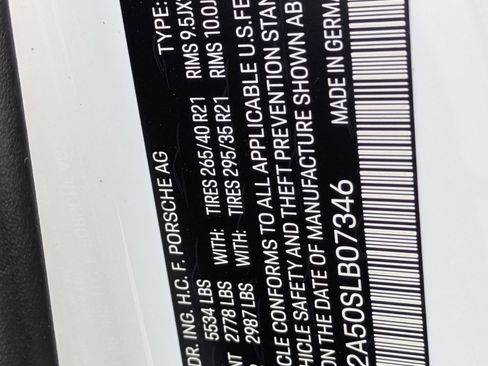 DR. ING. H.C. F. PORSCHE AG TYPE:
5534 LBS WITH: TIRES 265/40 R21 RIMS 9.5JX
NT 2778 LBS WITH: TIRES 295/35 R21 RIMS 10.0J
2987 LBS
CLE CONFORMS TO ALL APPLICABLE U.S.FE
HICLE SAFETY AND THEFT PREVENTION STAN
ON THE DATE OF MANUFACTURE SHOWN AB
MADE IN GERM
2A50SLB07346